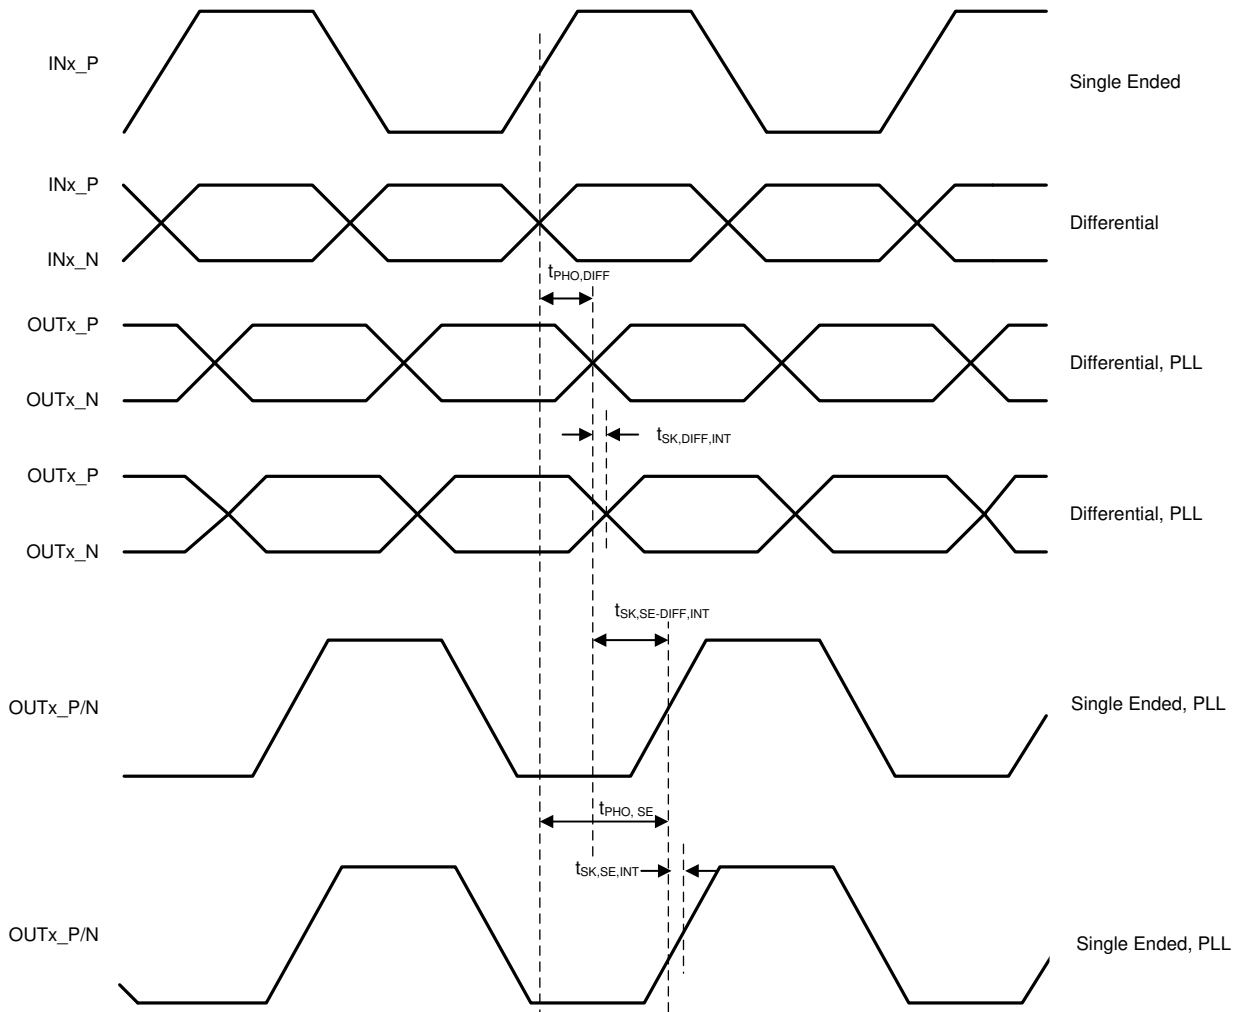 INx_P
Single Ended
INx_P
Differential
INx_N
tPHO,DIFF
OUTx_P
Differential, PLL
OUTx_N
tSK,DIFF,INT
OUTx_P
Differential, PLL
OUTx_N
tSK,SE-DIFF,INT
OUTx_P/N
Single Ended, PLL
tPHO, SE
tSK,SE,INT
OUTx_P/N
Single Ended, PLL